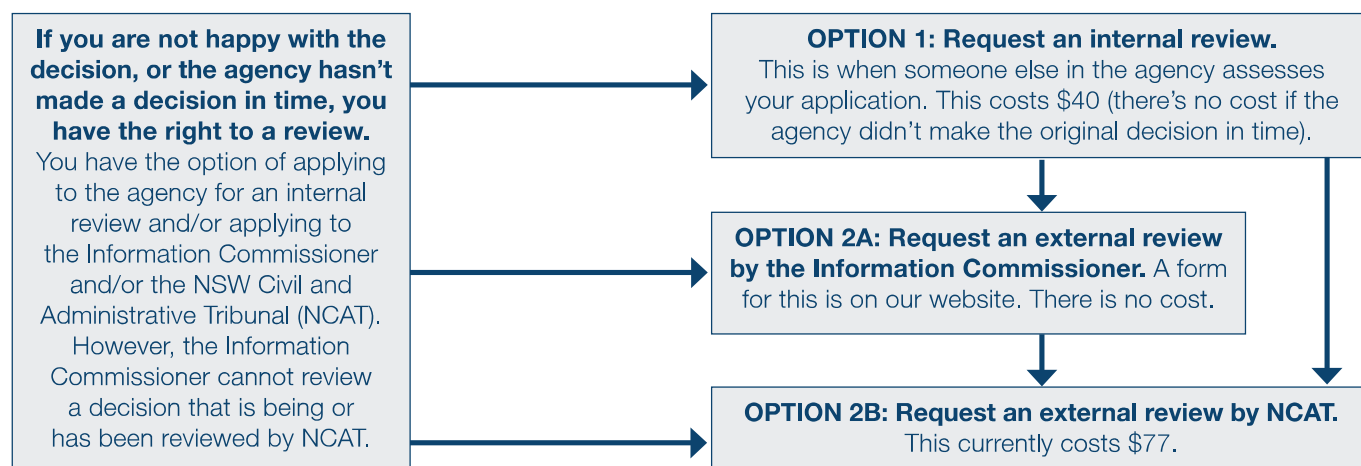 If you are not happy with the
decision, or the agency hasn't
made a decision in time, you
have the right to a review.
You have the option of applying
to the agency for an internal
review and/or applying to
the Information Commissioner
and/or the NSW Civil and
Administrative Tribunal (NCAT).
However, the Information
Commissioner cannot review
a decision that is being or
has been reviewed by NCAT.
OPTION 1: Request an internal review.
This is when someone else in the agency assesses
your application. This costs $40 (there's no cost if the
agency didn't make the original decision in time).
OPTION 2A: Request an external review
by the Information Commissioner. A form
for this is on our website. There is no cost.
OPTION 2B: Request an external review by NCAT.
This currently costs $77.